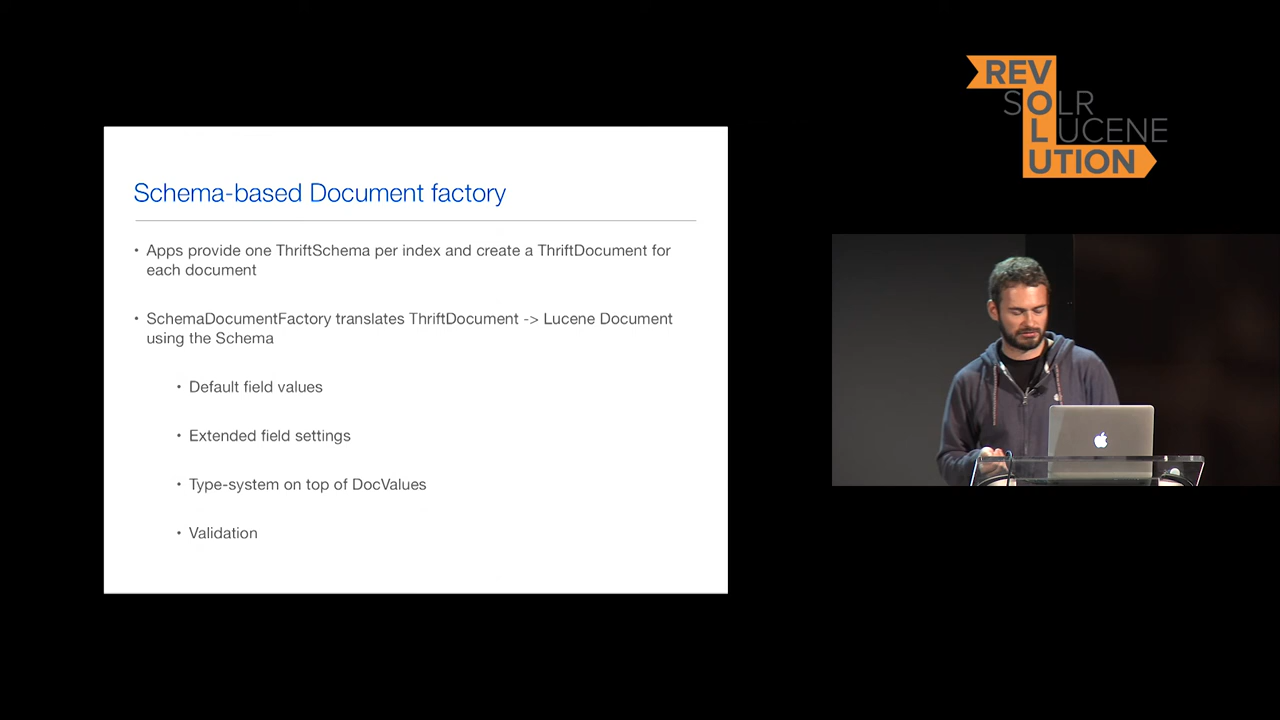 REV
SOLR
LUCENE
UTION
Schema-based Document factory
• Apps provide one ThriftSchema per index and create a ThriftDocument for
each document
• SchemaDocumentFactory translates ThriftDocument -> Lucene Document
using the Schema
• Default field values
• Extended field settings
• Type-system on top of DocValues
• Validation